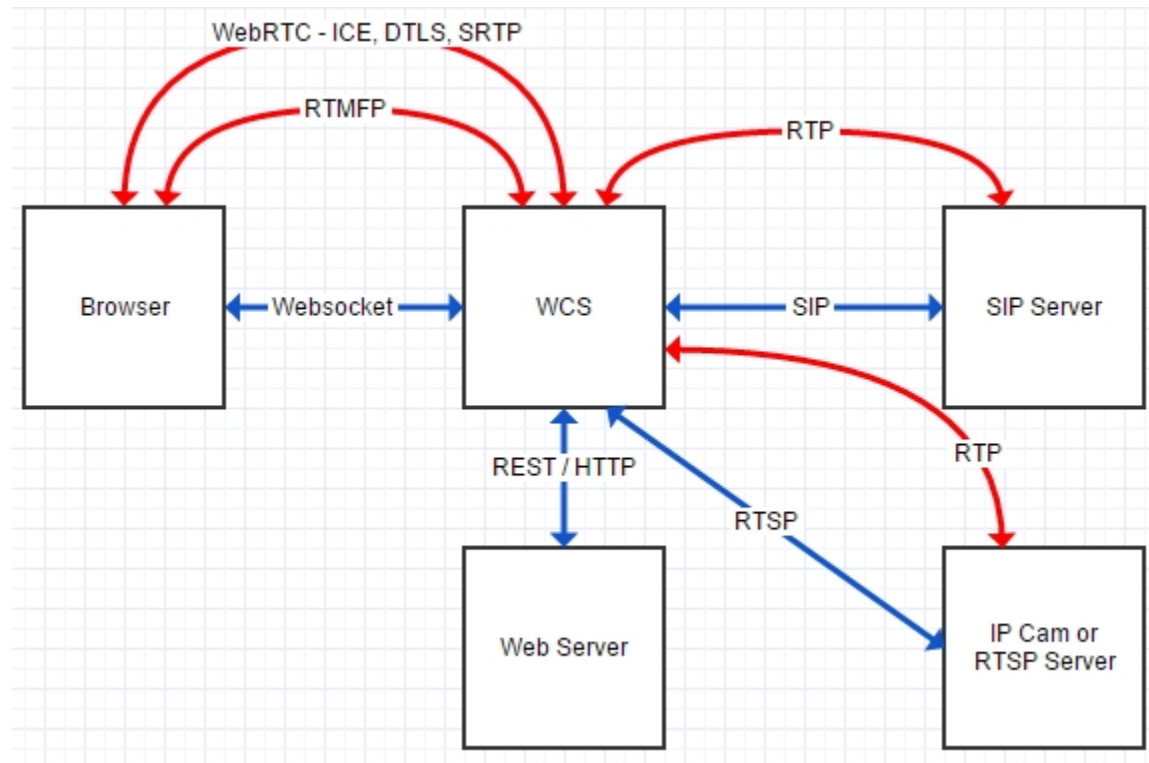 WebRTC - ICE, DTLS, SRTP
RTMFP
RTP
Browser
Websocket
WCS
SIP
SIP Server
REST / HTTP
RTP
RTSP
Web Server
IP Cam or
RTSP Server